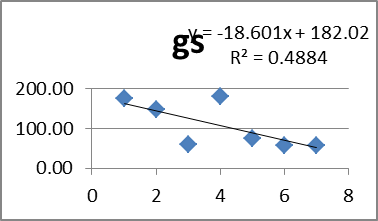 gs
y = -18.601x + 182.02
R² = 0.4884
200.00
100.00
0.00
0 2 4 6 8